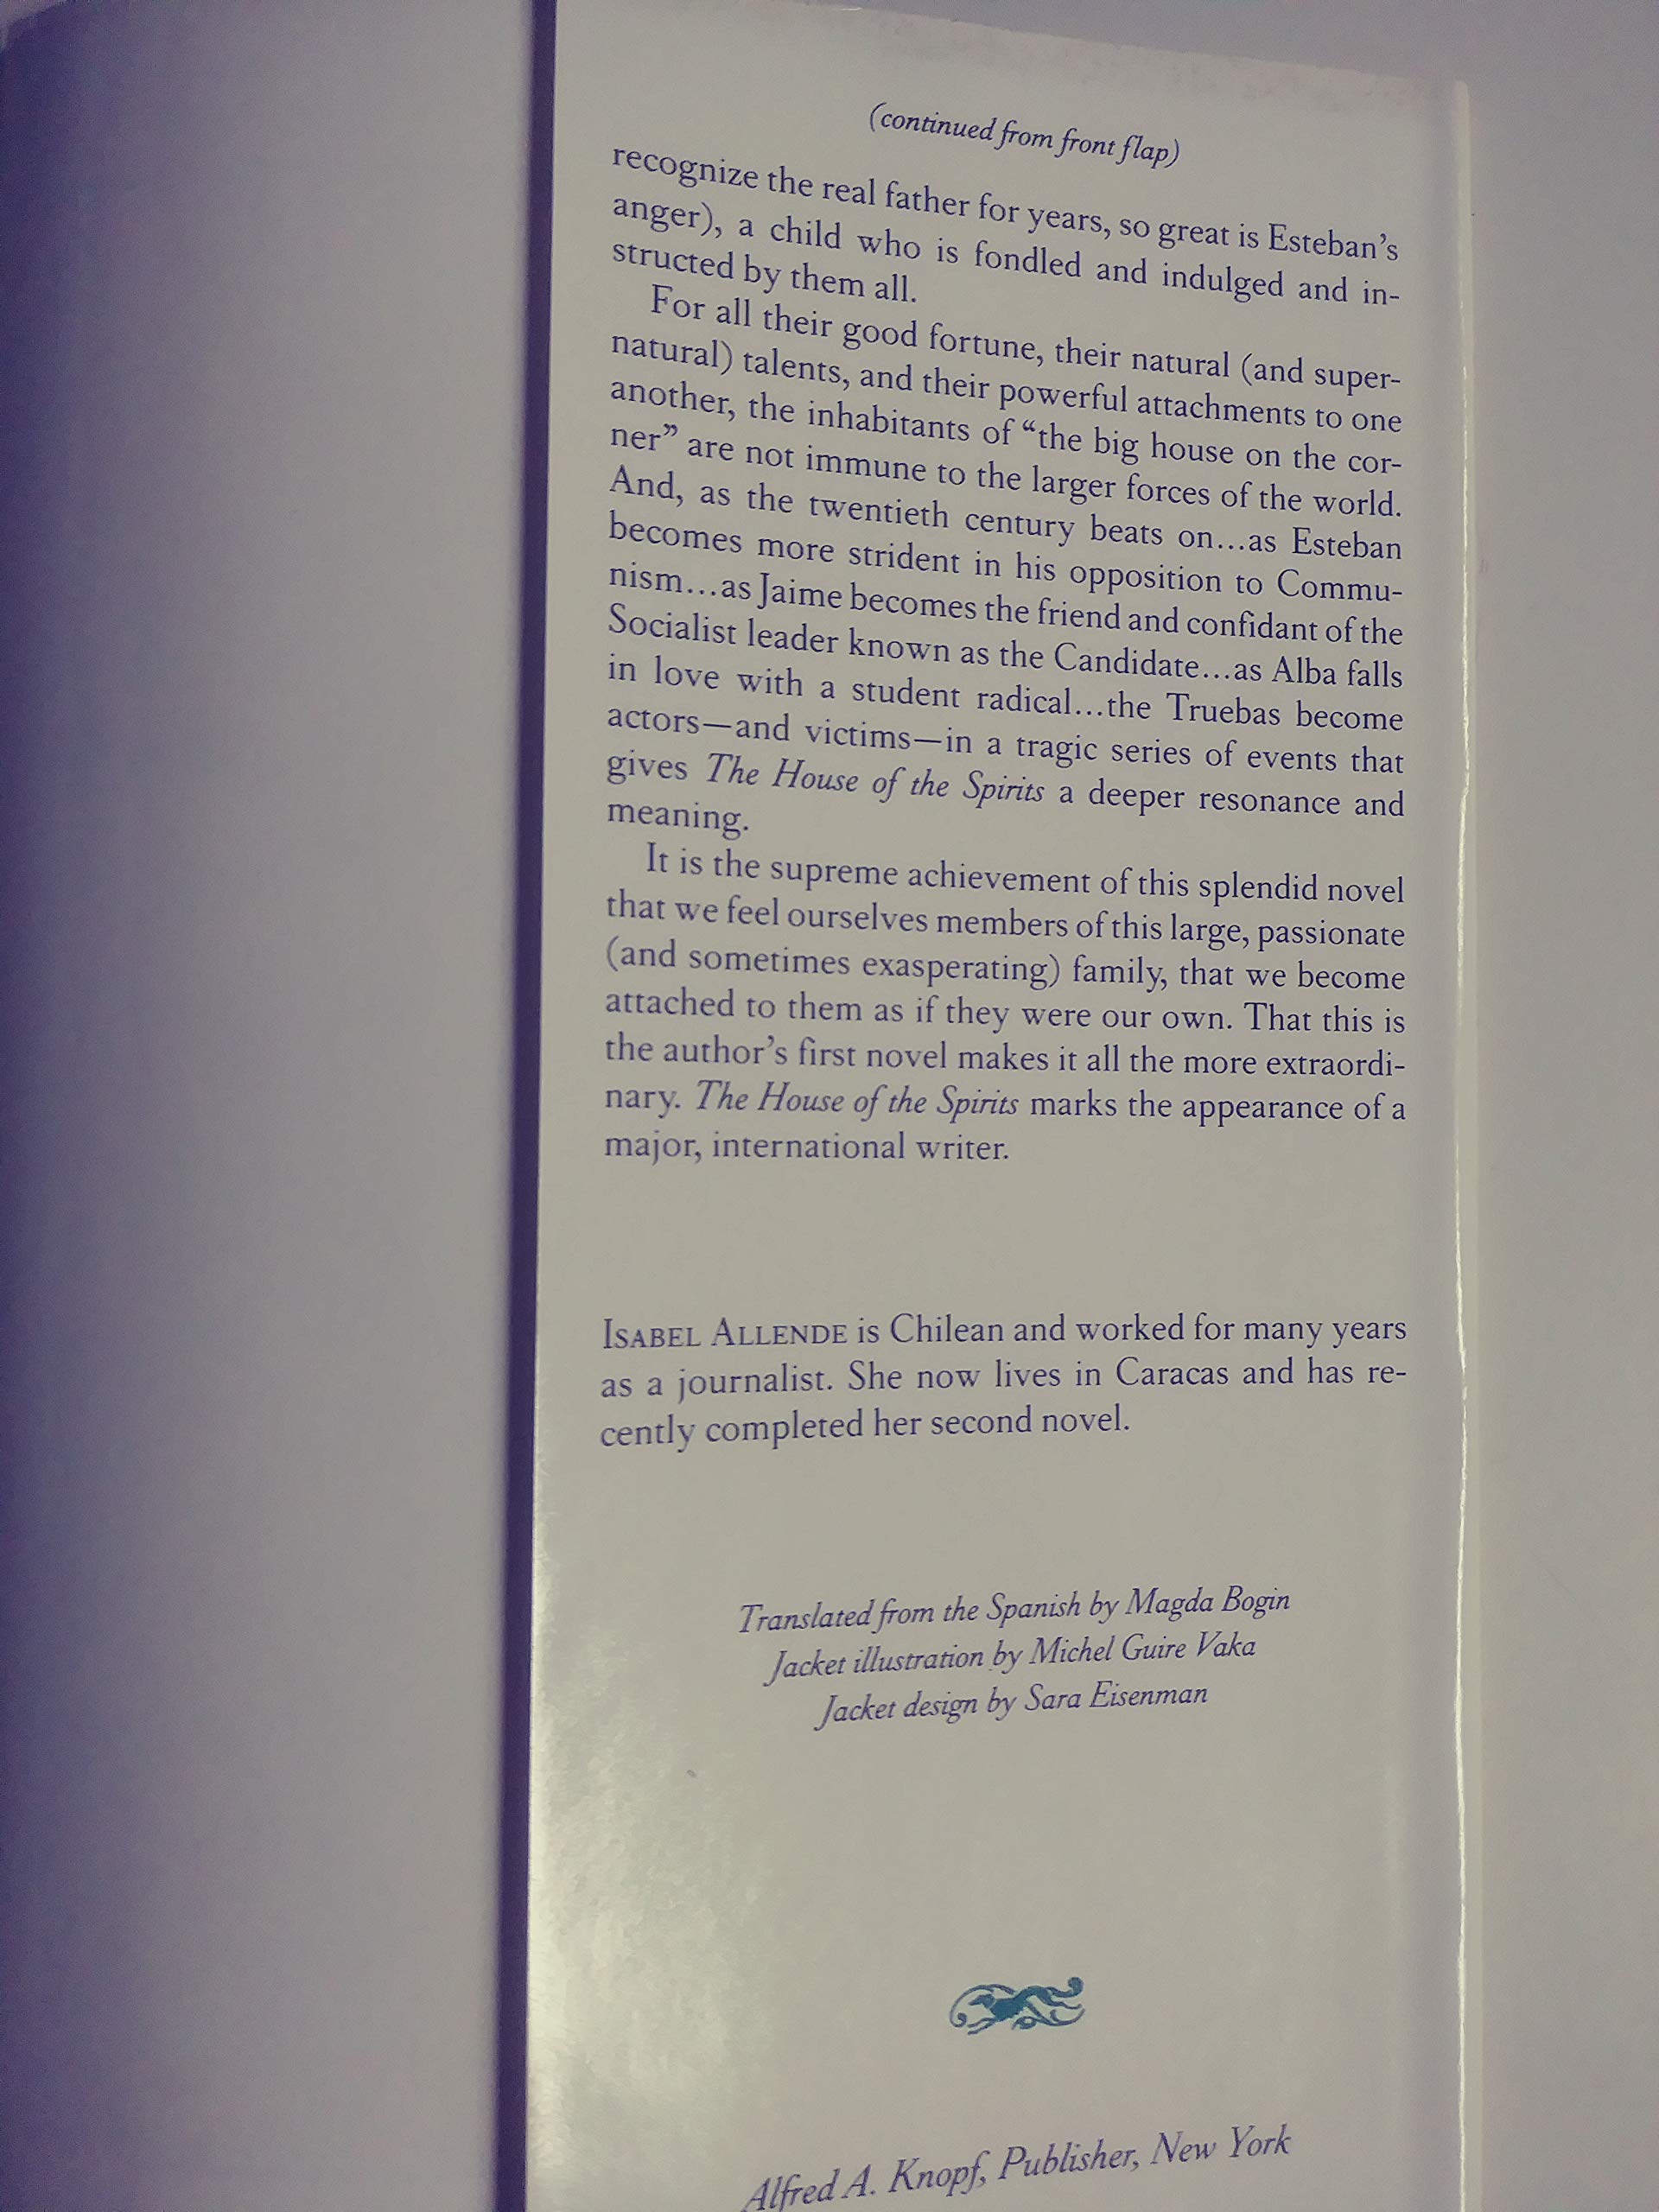 (continued from front flap)
recognize the real father for years, so great is Esteban's
anger), a child who is fondled and indulged and in-
structed by them all.
For all their good fortune, their natural (and super-
natural) talents, and their powerful attachments to one
another, the inhabitants of “the big house on the cor-
ner” are not immune to the larger forces of the world.
And, as the twentieth century beats on...as Esteban
becomes more strident in his opposition to Commu-
nism...as Jaime becomes the friend and confidant of the
Socialist leader known as the Candidate...as Alba falls
in love with a student radical...the Truebas become
actors—and victims—in a tragic series of events that
gives The House of the Spirits a deeper resonance and
meaning.
It is the supreme achievement of this splendid novel
that we feel ourselves members of this large, passionate
(and sometimes exasperating) family, that we become
attached to them as if they were our own. That this is
the author's first novel makes it all the more extraordi-
nary. The House of the Spirits marks the appearance of a
major, international writer.
ISABEL ALLENDE is Chilean and worked for many years
as a journalist. She now lives in Caracas and has re-
cently completed her second novel.
Translated from the Spanish by Magda Bogin
Jacket illustration by Michel Guire Vaka
Jacket design by Sara Eisenman
Alfred A. Knopf, Publisher, New York